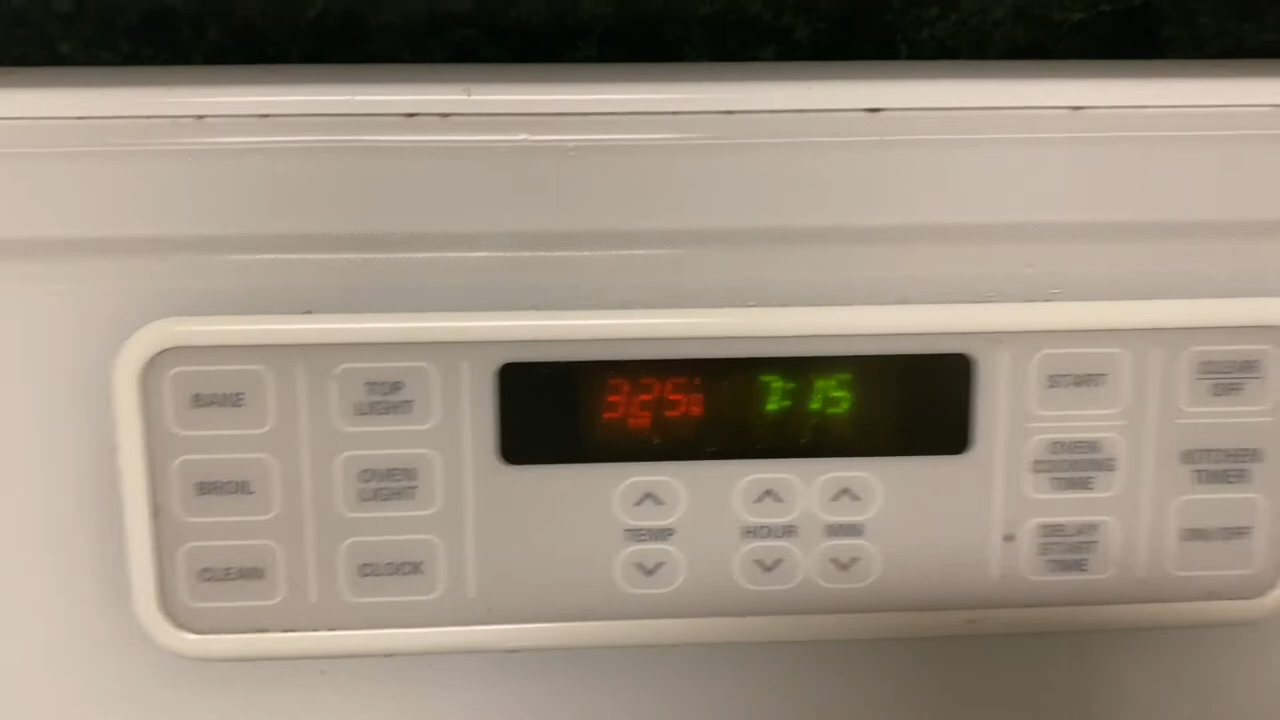 BAKE
TOP
LIGHT
325
7:15
START
CLEAR
OFF
BROIL
OVEN
LIGHT
OVEN
COOKING
TIME
KITCHEN
TIMER
TEMP
HOUR
MIN
CLEAN
CLOCK
DELAY
START
TIME
ON/OFF